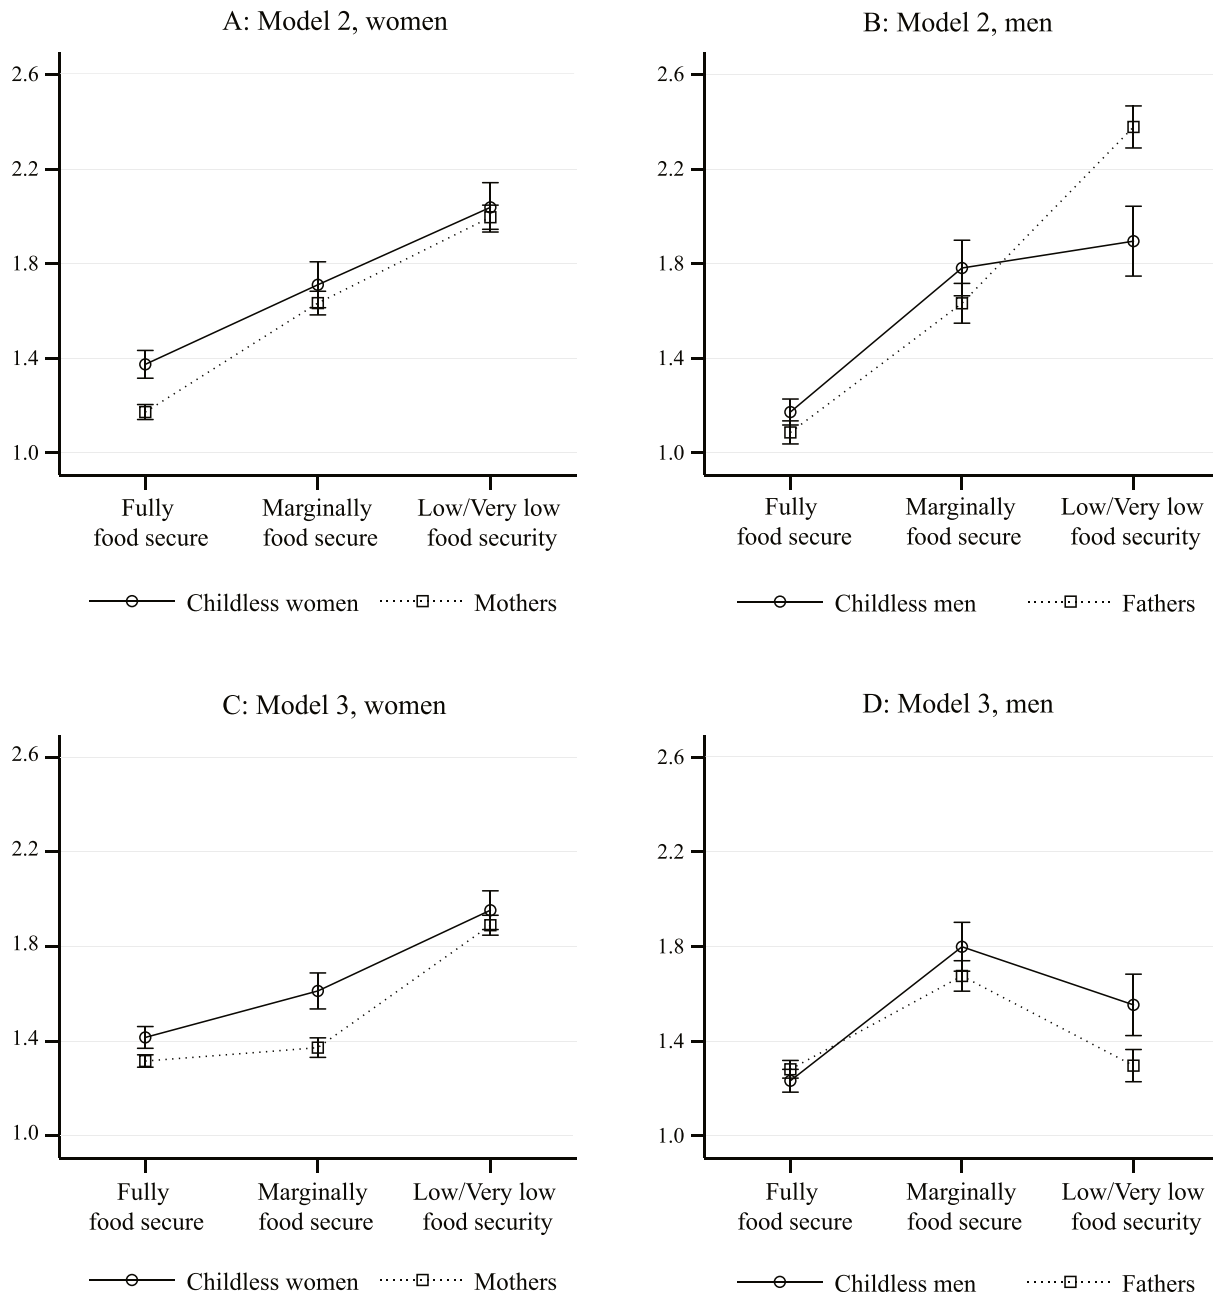 A: Model 2, women
2.6
2.2
1.8
1.4
1.0
Fully
food secure
Marginally
food secure
Low/Very low
food security
Childless women
Mothers
B: Model 2, men
2.6
2.2
1.8
1.4
1.0
Fully
food secure
Marginally
food secure
Low/Very low
food security
Childless men
Fathers
C: Model 3, women
2.6
2.2
1.8
1.4
1.0
Fully
food secure
Marginally
food secure
Low/Very low
food security
Childless women
Mothers
D: Model 3, men
2.6
2.2
1.8
1.4
1.0
Fully
food secure
Marginally
food secure
Low/Very low
food security
Childless men
Fathers